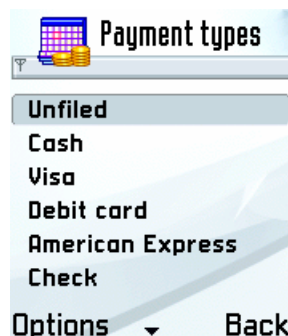 Payment types
Unfiled
Cash
Visa
Debit card
American Express
Check
Options Back